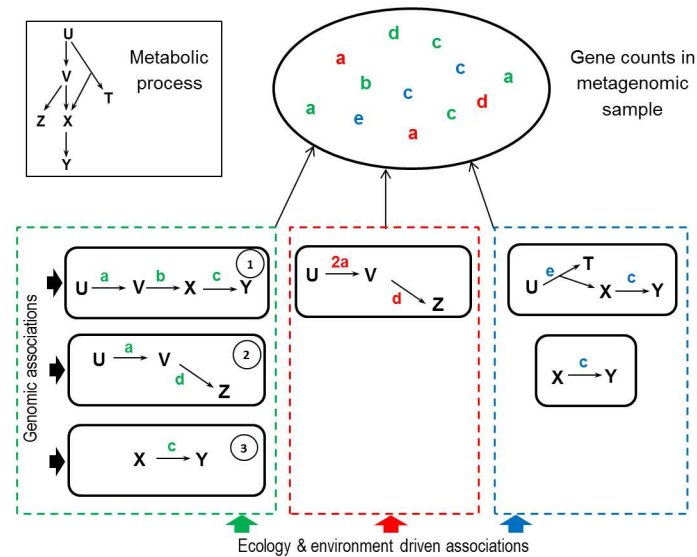 U
V
Z X T
Y
Metabolic
process
d c
a c
b c a
a e c d
a
Gene counts in
metagenomic
sample
Genomic associations
1
U a V b X c Y
2
U a V
d
Z
3
X c Y
U 2a V
d
Z
e T
U X c Y
X c Y
Ecology & environment driven associations